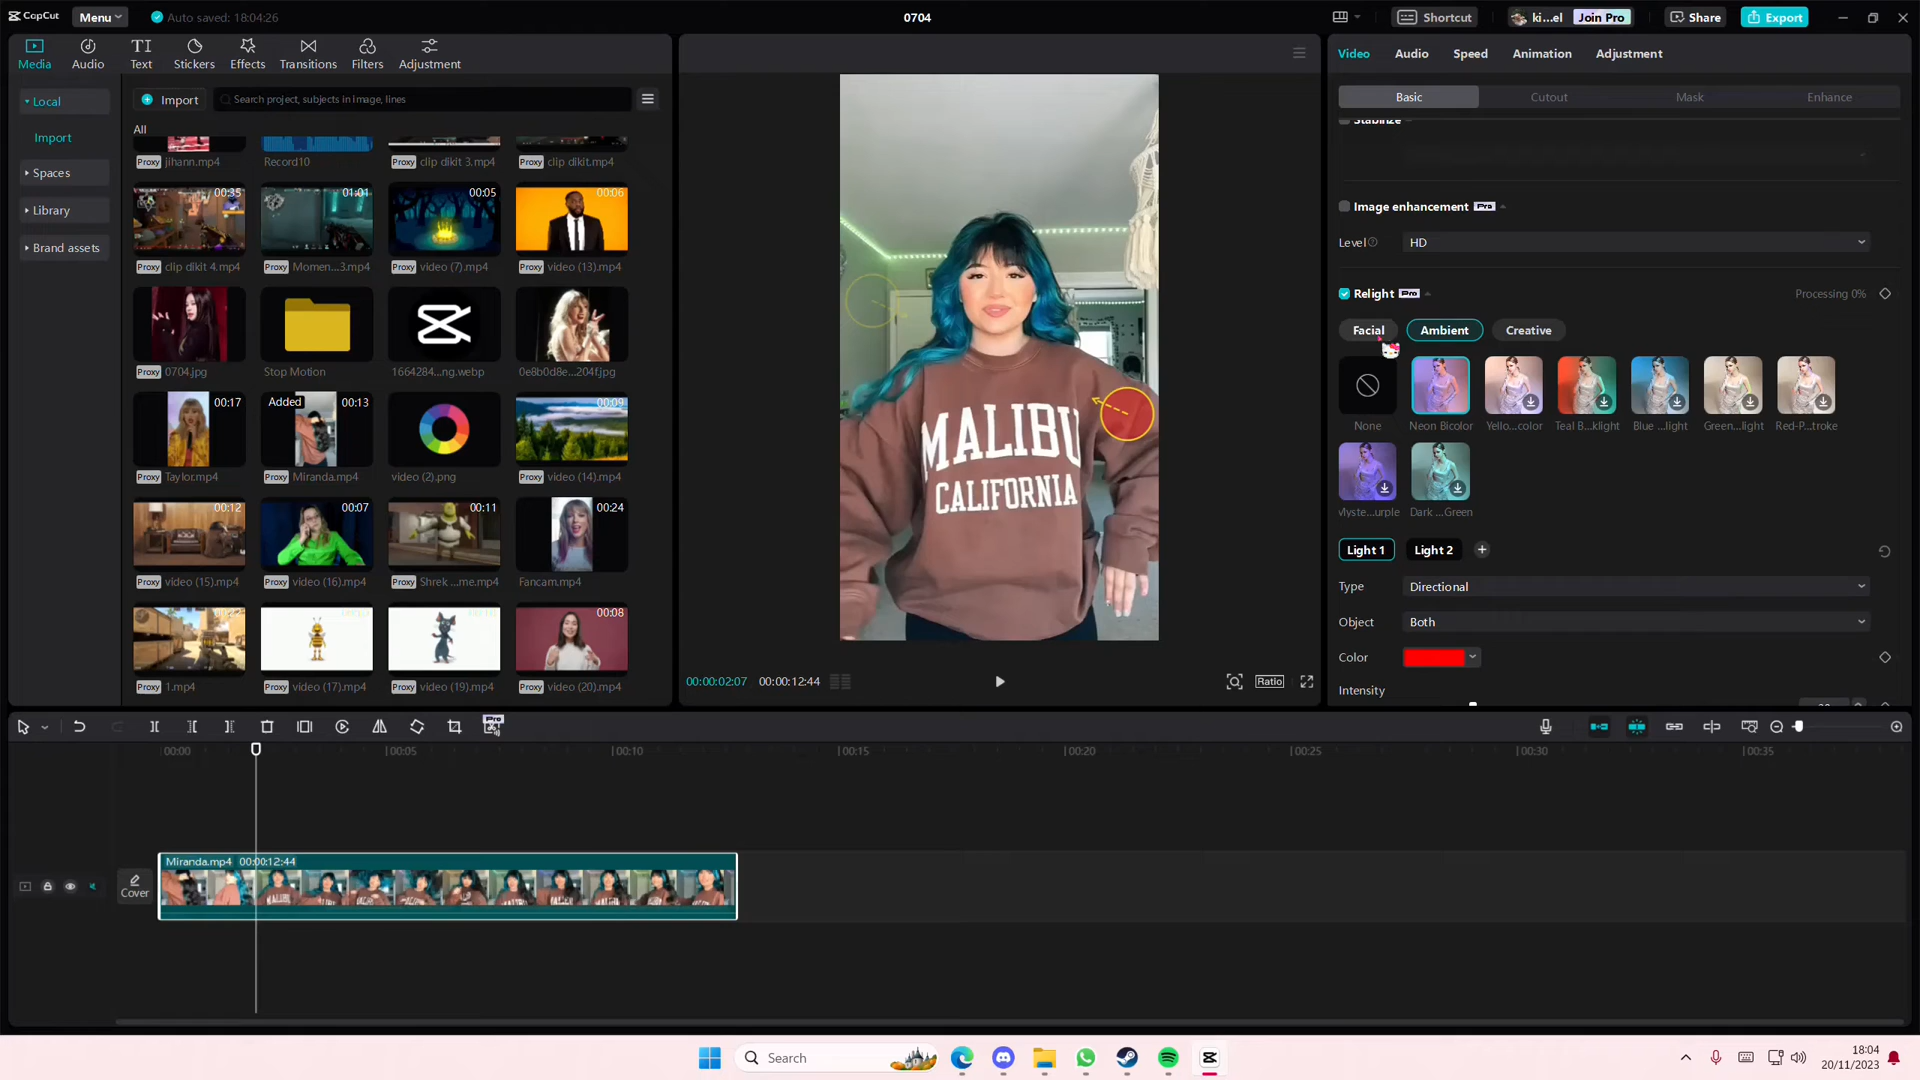 CapCut
Menu
Auto saved: 18:04:26
0704
Shortcut
ki...el
Join Pro
Share
Export
Media
Audio
Text
Stickers
Effects
Transitions
Filters
Adjustment
Local
Import
Spaces
Library
Brand assets
Import
Search project, subjects in image, lines
All
Proxy jihann.mp4
Record10
Proxy clip dikit 3.mp4
Proxy clip dikit.mp4
00:35
01:01
00:05
00:06
Proxy clip dikit 4.mp4
Proxy Momen...3.mp4
Proxy video (7).mp4
Proxy video (13).mp4
Proxy 0704.jpg
Stop Motion
1664284...ng.webp
0e8b0d8e...204f.jpg
00:17
Added
00:13
00:09
Proxy Taylor.mp4
Proxy Miranda.mp4
video (2).png
Proxy video (14).mp4
00:12
00:07
00:11
00:24
Proxy video (15).mp4
Proxy video (16).mp4
Proxy Shrek ...me.mp4
Fancam.mp4
00:08
Proxy 1.mp4
Proxy video (17).mp4
Proxy video (19).mp4
Proxy video (20).mp4
MALIBU
CALIFORNIA
00:00:02:07
00:00:12:44
Ratio
Video
Audio
Speed
Animation
Adjustment
Basic
Cutout
Mask
Enhance
Stabilize
Image enhancement Pro
Level
HD
Relight Pro
Processing 0%
Facial
Ambient
Creative
None
Neon Bicolor
Yello...color
Teal B...klight
Blue ...light
Green...light
Red-P...troke
Myste...urple
Dark ...Green
Light 1
Light 2
+
Type
Directional
Object
Both
Color
Intensity
Pro
00:00
00:05
00:10
00:15
00:20
00:25
00:30
00:35
Cover
Miranda.mp4 00:00:12:44
Search
18:04
20/11/2023